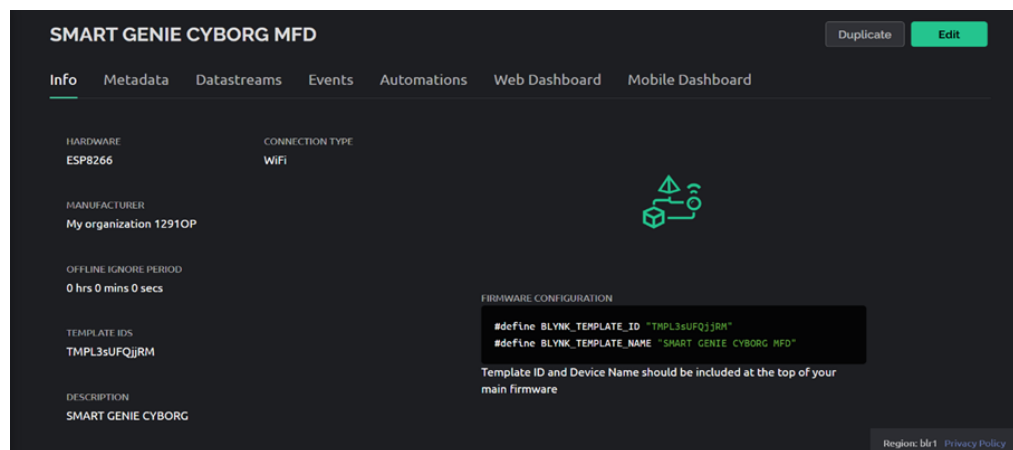 SMART GENIE CYBORG MFD
Duplicate
Edit
Info Metadata Datastreams Events Automations Web Dashboard Mobile Dashboard
HARDWARE
ESP8266
CONNECTION TYPE
WiFi
MANUFACTURER
My organization 1291OP
OFFLINE IGNORE PERIOD
0 hrs 0 mins 0 secs
TEMPLATE IDS
TMPL3sUFQjjRM
DESCRIPTION
SMART GENIE CYBORG
FIRMWARE CONFIGURATION
#define BLYNK_TEMPLATE_ID "TMPL3sUFQjjRM"
#define BLYNK_TEMPLATE_NAME "SMART GENIE CYBORG MFD"
Template ID and Device Name should be included at the top of your
main firmware
Region: blr1 Privacy Policy